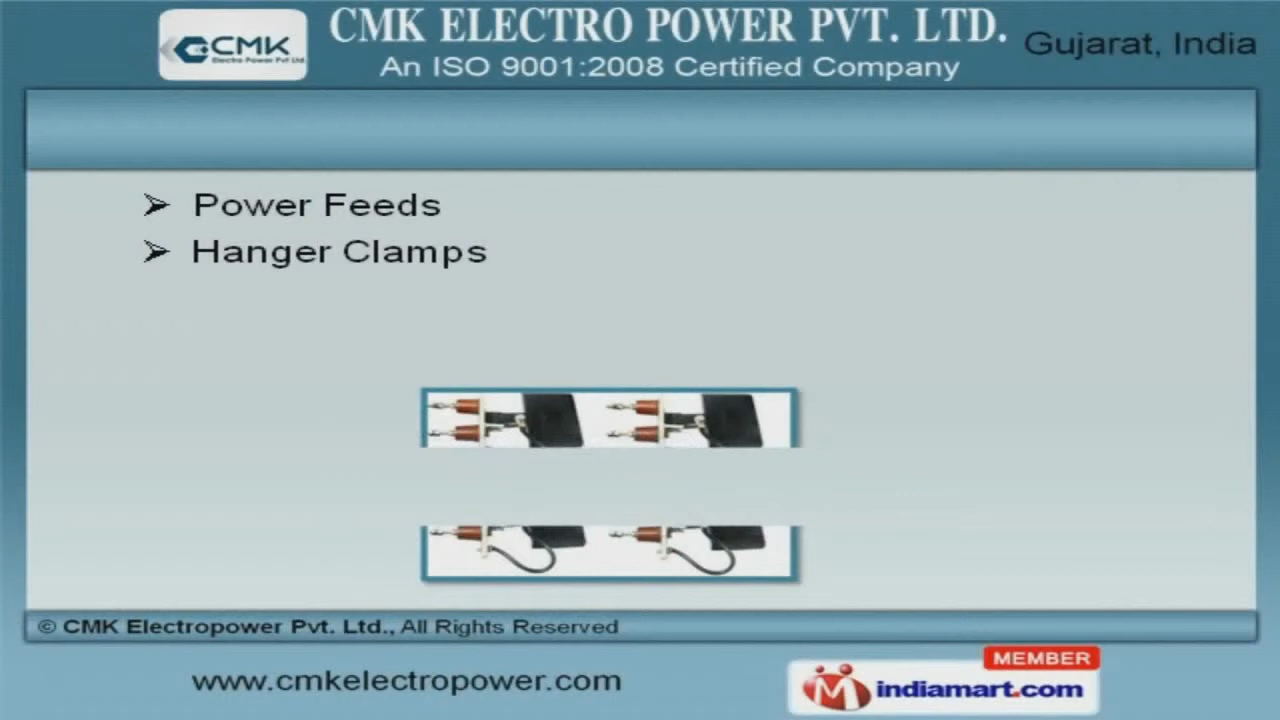 CMK
Electro Power Pvt Ltd.
CMK ELECTRO POWER PVT. LTD.
An ISO 9001:2008 Certified Company
Gujarat, India
➢ Power Feeds
➢ Hanger Clamps
© CMK Electropower Pvt. Ltd., All Rights Reserved
www.cmkelectropower.com
MEMBER
indiamart.com